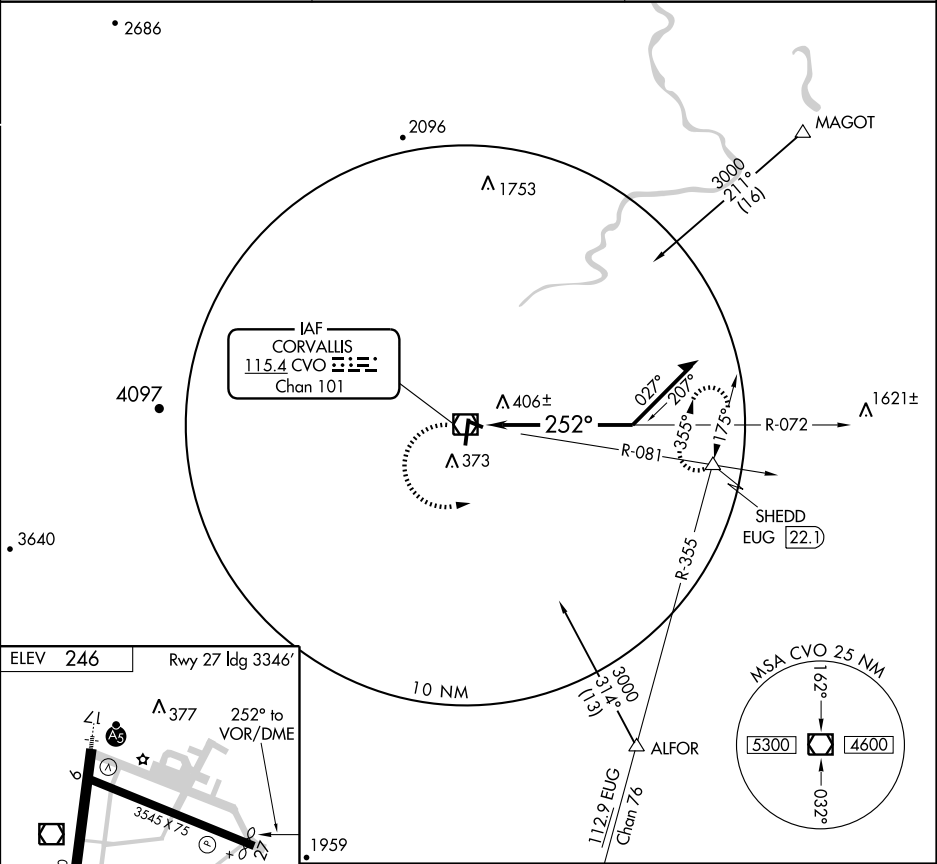 2686
2096
MAGOT
3000
211°
(16)
1753
IAF
CORVALLIS
115.4 CVO
Chan 101
4097
406±
252°
027°
207°
355°
175°
1621±
R-072
R-081
373
SHEDD
EUG 22.1
3640
R-355
10 NM
3000
314°
(13)
ALFOR
112.9 EUG
Chan 76
MSA CVO 25 NM
162°
5300
4600
032°
ELEV 246
Rwy 27 ldg 3346'
377
252° to
VOR/DME
17
A5
V
9
3545 X 75
P
27
1959